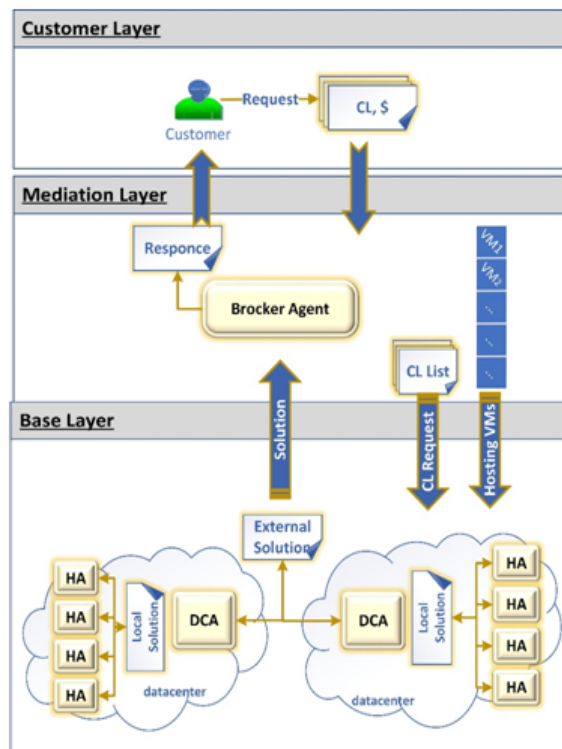 Customer Layer
Request
CL, $
Customer
Mediation Layer
Responce
Brocker Agent
VM1
VM2
..
..
..
CL List
Base Layer
Solution
CL Request
Hosting VMs
External
Solution
HA
HA
HA
HA
Local
Solution
DCA
datacenter
DCA
Local
Solution
HA
HA
HA
HA
datacenter